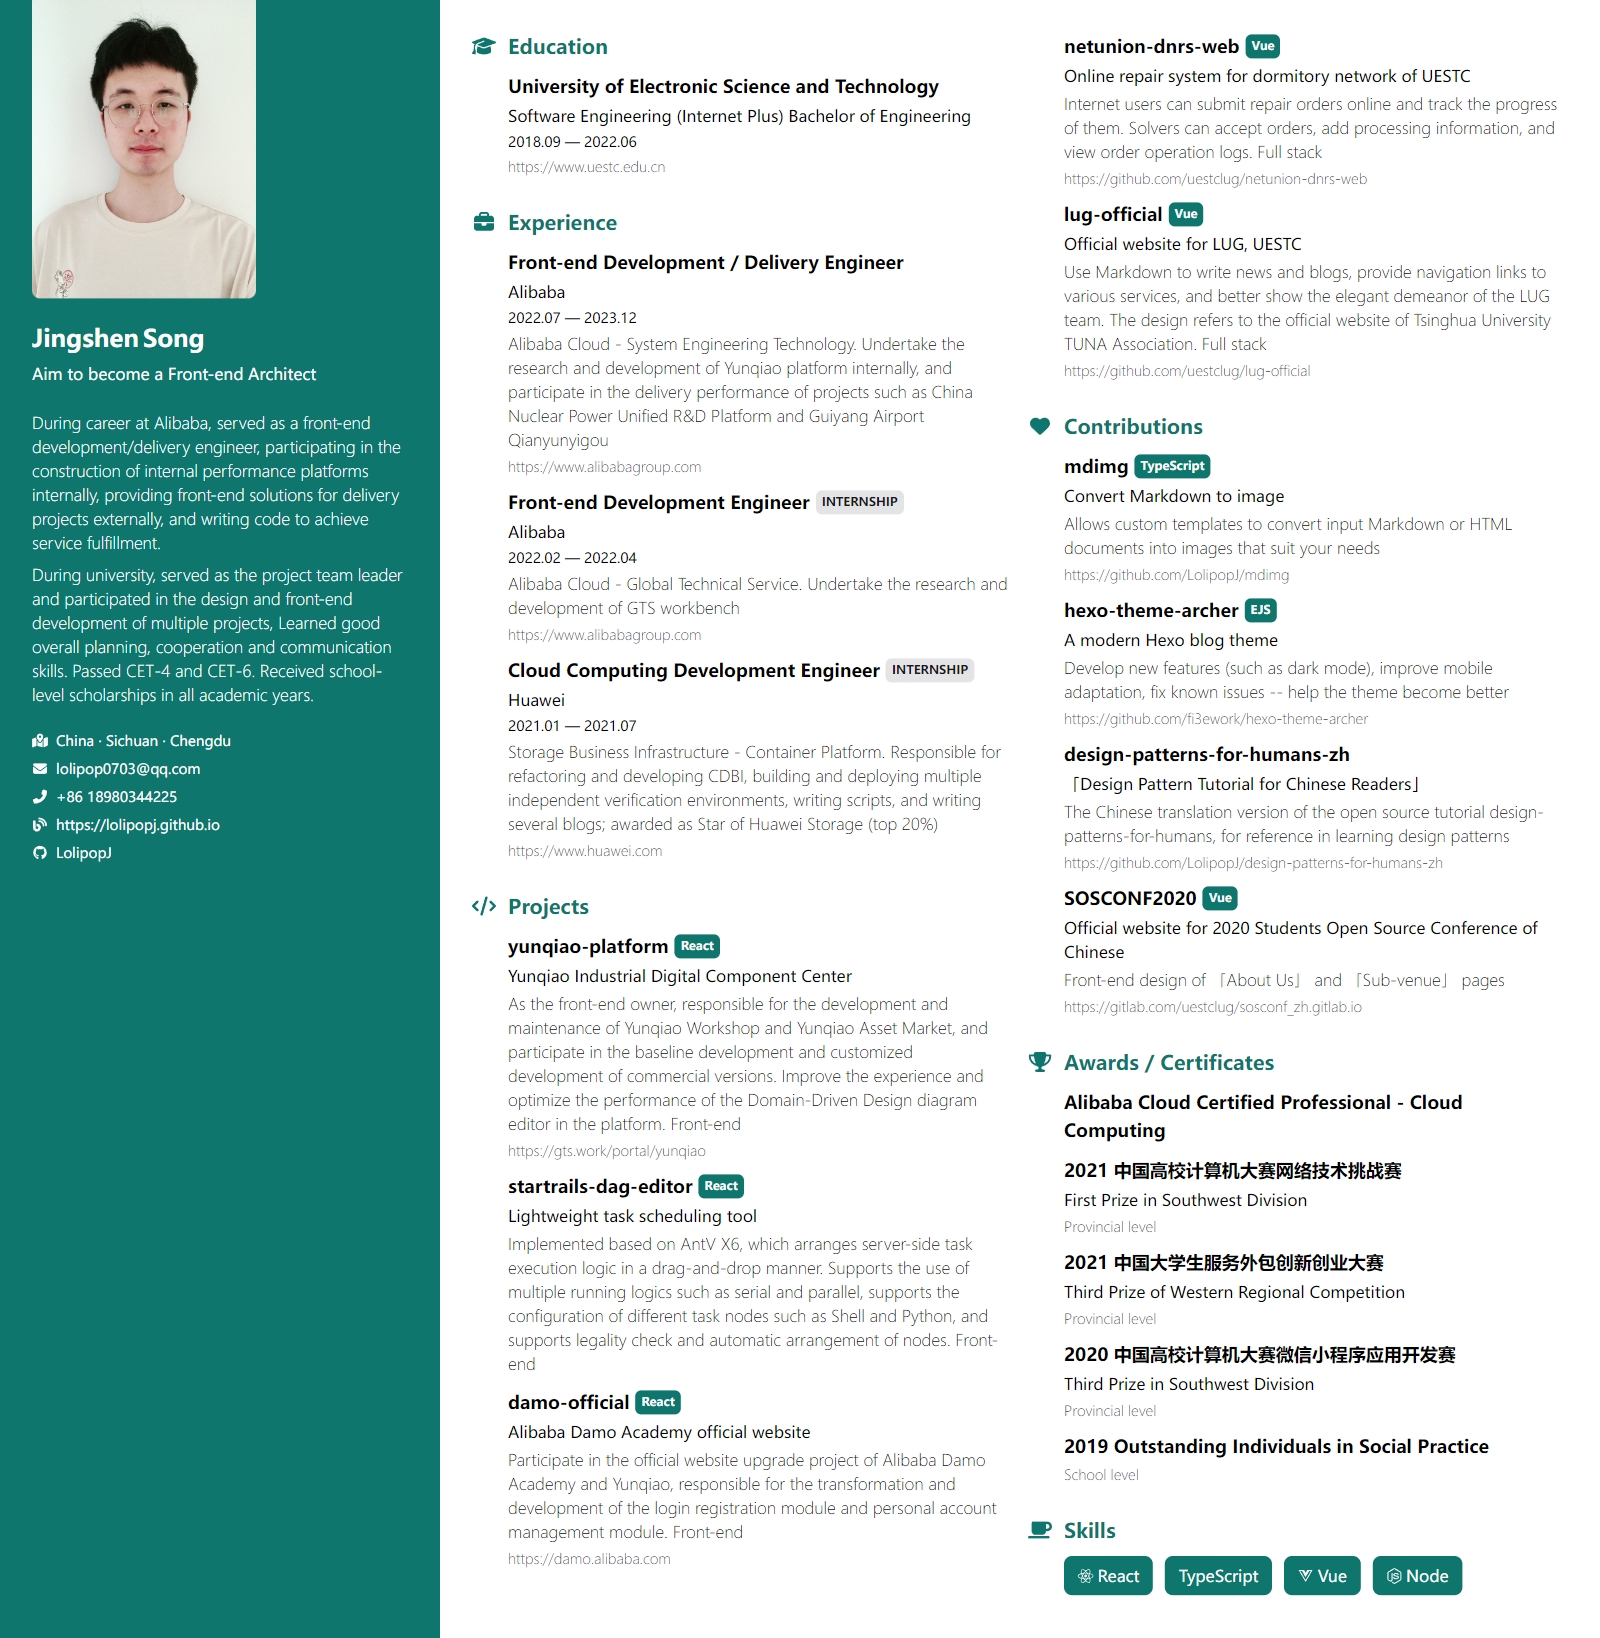 Jingshen Song
Aim to become a Front-end Architect
During career at Alibaba, served as a front-end
development/delivery engineer, participating in the
construction of internal performance platforms
internally, providing front-end solutions for delivery
projects externally, and writing code to achieve
service fulfillment.
During university, served as the project team leader
and participated in the design and front-end
development of multiple projects, Learned good
overall planning, cooperation and communication
skills. Passed CET-4 and CET-6. Received school-
level scholarships in all academic years.
China · Sichuan · Chengdu
lolipop0703@qq.com
+86 18980344225
https://lolipopj.github.io
LolipopJ
Education
University of Electronic Science and Technology
Software Engineering (Internet Plus) Bachelor of Engineering
2018.09 — 2022.06
https://www.uestc.edu.cn
Experience
Front-end Development / Delivery Engineer
Alibaba
2022.07 — 2023.12
Alibaba Cloud - System Engineering Technology. Undertake the
research and development of Yunqiao platform internally, and
participate in the delivery performance of projects such as China
Nuclear Power Unified R&D Platform and Guiyang Airport
Qianyunyigou
https://www.alibabagroup.com
Front-end Development Engineer INTERNSHIP
Alibaba
2022.02 — 2022.04
Alibaba Cloud - Global Technical Service. Undertake the research and
development of GTS workbench
https://www.alibabagroup.com
Cloud Computing Development Engineer INTERNSHIP
Huawei
2021.01 — 2021.07
Storage Business Infrastructure - Container Platform. Responsible for
refactoring and developing CDBI, building and deploying multiple
independent verification environments, writing scripts, and writing
several blogs; awarded as Star of Huawei Storage (top 20%)
https://www.huawei.com
Projects
yunqiao-platform React
Yunqiao Industrial Digital Component Center
As the front-end owner, responsible for the development and
maintenance of Yunqiao Workshop and Yunqiao Asset Market, and
participate in the baseline development and customized
development of commercial versions. Improve the experience and
optimize the performance of the Domain-Driven Design diagram
editor in the platform. Front-end
https://gts.work/portal/yunqiao
startrails-dag-editor React
Lightweight task scheduling tool
Implemented based on AntV X6, which arranges server-side task
execution logic in a drag-and-drop manner. Supports the use of
multiple running logics such as serial and parallel, supports the
configuration of different task nodes such as Shell and Python, and
supports legality check and automatic arrangement of nodes. Front-
end
damo-official React
Alibaba Damo Academy official website
Participate in the official website upgrade project of Alibaba Damo
Academy and Yunqiao, responsible for the transformation and
development of the login registration module and personal account
management module. Front-end
https://damo.alibaba.com
netunion-dnrs-web Vue
Online repair system for dormitory network of UESTC
Internet users can submit repair orders online and track the progress
of them. Solvers can accept orders, add processing information, and
view order operation logs. Full stack
https://github.com/uestclug/netunion-dnrs-web
lug-official Vue
Official website for LUG, UESTC
Use Markdown to write news and blogs, provide navigation links to
various services, and better show the elegant demeanor of the LUG
team. The design refers to the official website of Tsinghua University
TUNA Association. Full stack
https://github.com/uestclug/lug-official
Contributions
mdimg TypeScript
Convert Markdown to image
Allows custom templates to convert input Markdown or HTML
documents into images that suit your needs
https://github.com/LolipopJ/mdimg
hexo-theme-archer EJS
A modern Hexo blog theme
Develop new features (such as dark mode), improve mobile
adaptation, fix known issues -- help the theme become better
https://github.com/fi3ework/hexo-theme-archer
design-patterns-for-humans-zh
「Design Pattern Tutorial for Chinese Readers」
The Chinese translation version of the open source tutorial design-
patterns-for-humans, for reference in learning design patterns
https://github.com/LolipopJ/design-patterns-for-humans-zh
SOSCONF2020 Vue
Official website for 2020 Students Open Source Conference of
Chinese
Front-end design of 「About Us」 and 「Sub-venue」 pages
https://gitlab.com/uestclug/sosconf_zh.gitlab.io
Awards / Certificates
Alibaba Cloud Certified Professional - Cloud
Computing
2021 中国高校计算机大赛网络技术挑战赛
First Prize in Southwest Division
Provincial level
2021 中国大学生服务外包创新创业大赛
Third Prize of Western Regional Competition
Provincial level
2020 中国高校计算机大赛微信小程序应用开发赛
Third Prize in Southwest Division
Provincial level
2019 Outstanding Individuals in Social Practice
School level
Skills
React TypeScript Vue Node